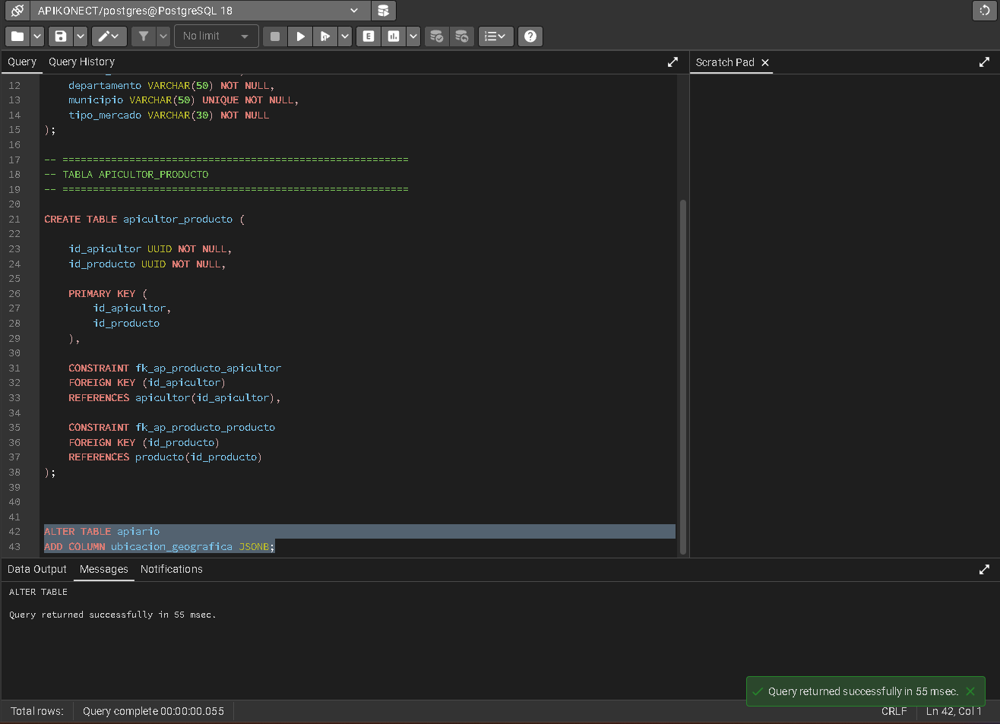 APIKONECT/postgres@PostgreSQL 18
No limit
E
Query Query History
Scratch Pad
12 departamento VARCHAR(50) NOT NULL,
13 municipio VARCHAR(50) UNIQUE NOT NULL,
14 tipo_mercado VARCHAR(30) NOT NULL
15 );
16
17 -- =========================================================
18 -- TABLA APICULTOR_PRODUCTO
19 -- =========================================================
20
21 CREATE TABLE apicultor_producto (
22
23 id_apicultor UUID NOT NULL,
24 id_producto UUID NOT NULL,
25
26 PRIMARY KEY (
27 id_apicultor,
28 id_producto
29 ),
30
31 CONSTRAINT fk_ap_producto_apicultor
32 FOREIGN KEY (id_apicultor)
33 REFERENCES apicultor(id_apicultor),
34
35 CONSTRAINT fk_ap_producto_producto
36 FOREIGN KEY (id_producto)
37 REFERENCES producto(id_producto)
38 );
39
40
41
42 ALTER TABLE apiario
43 ADD COLUMN ubicacion_geografica JSONB;
Data Output Messages Notifications
ALTER TABLE
Query returned successfully in 55 msec.
Query returned successfully in 55 msec.
Total rows: Query complete 00:00:00.055 CRLF Ln 42, Col 1